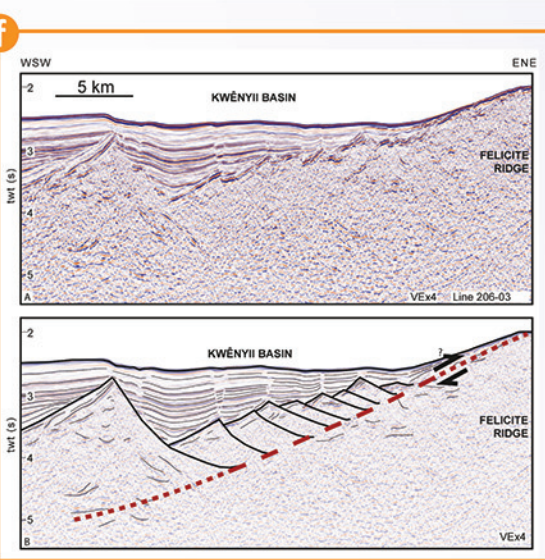 f
WSW ENE
2
5 km
KWÊNYII BASIN
3
FELICITE
RIDGE
twt (s)
4
5
A VEx4 Line 206-03
2
KWÊNYII BASIN
?
3
FELICITE
RIDGE
twt (s)
4
5
B VEx4